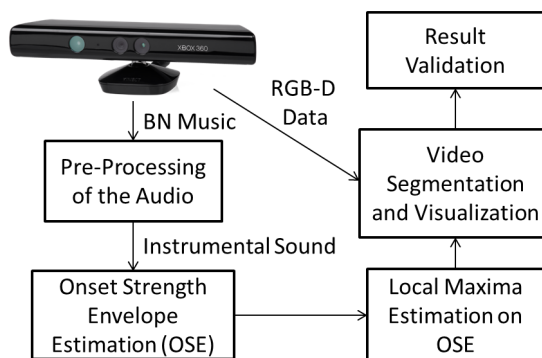 XBOX 360
BN Music
RGB-D
Data
Pre-Processing
of the Audio
Instrumental Sound
Onset Strength
Envelope
Estimation (OSE)
Local Maxima
Estimation on
OSE
Video
Segmentation
and Visualization
Result
Validation